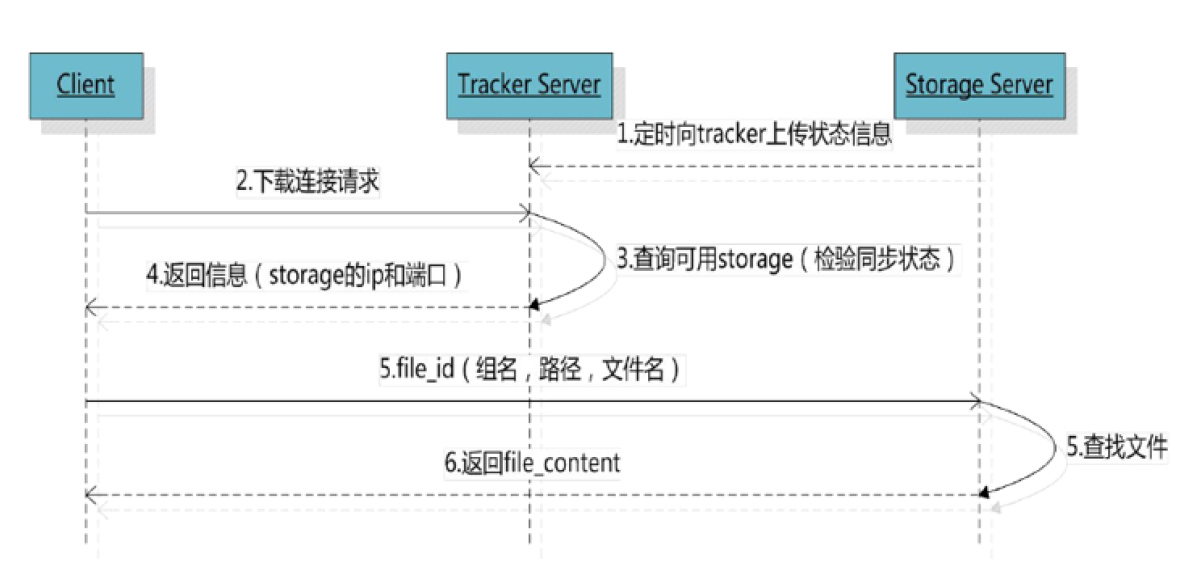 Client
Tracker Server
Storage Server
1.定时向tracker上传状态信息
2.下载连接请求
3.查询可用storage（检验同步状态）
4.返回信息（storage的ip和端口）
5.file_id（组名，路径，文件名）
5.查找文件
6.返回file_content